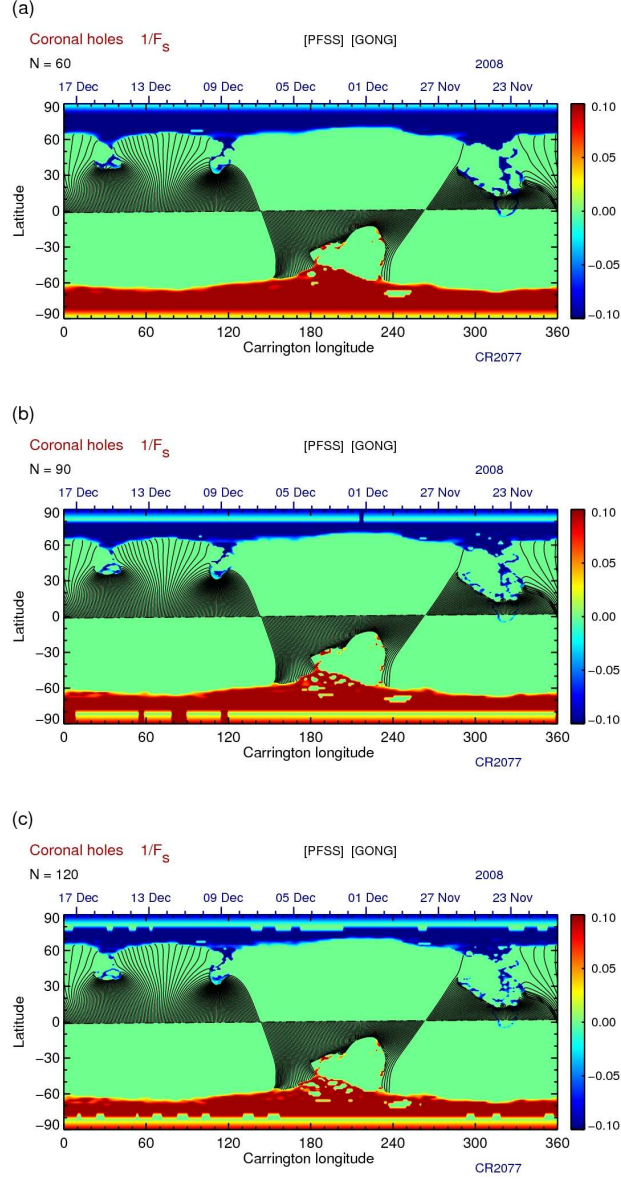 (a)
Coronal holes 1/F_S [PFSS] [GONG]
N = 60 2008
17 Dec 13 Dec 09 Dec 05 Dec 01 Dec 27 Nov 23 Nov
90
60
30
0
−30
−60
−90
Latitude
0 60 120 180 240 300 360
Carrington longitude
CR2077
0.10
0.05
0.00
−0.05
−0.10
(b)
Coronal holes 1/F_S [PFSS] [GONG]
N = 90 2008
17 Dec 13 Dec 09 Dec 05 Dec 01 Dec 27 Nov 23 Nov
90
60
30
0
−30
−60
−90
Latitude
0 60 120 180 240 300 360
Carrington longitude
CR2077
0.10
0.05
0.00
−0.05
−0.10
(c)
Coronal holes 1/F_S [PFSS] [GONG]
N = 120 2008
17 Dec 13 Dec 09 Dec 05 Dec 01 Dec 27 Nov 23 Nov
90
60
30
0
−30
−60
−90
Latitude
0 60 120 180 240 300 360
Carrington longitude
CR2077
0.10
0.05
0.00
−0.05
−0.10